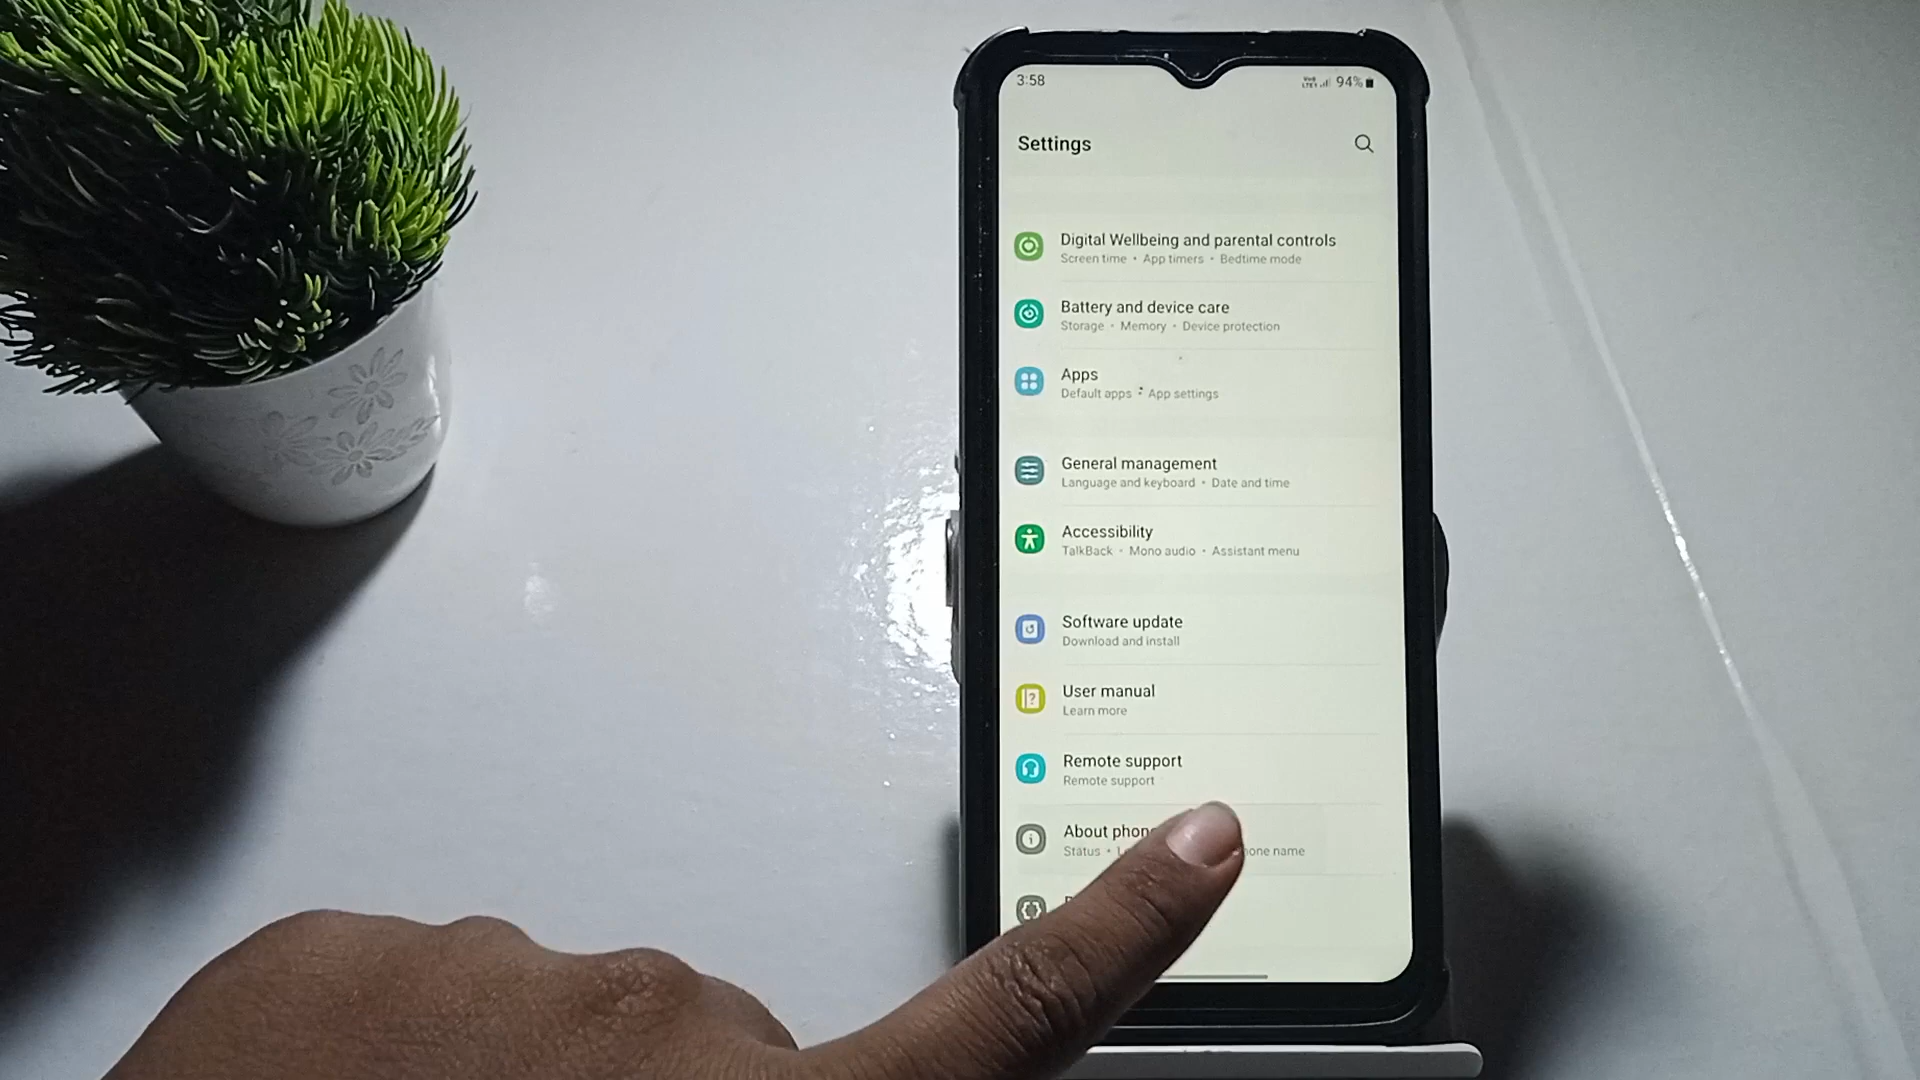 3:58 94%
Settings
Digital Wellbeing and parental controls
Screen time • App timers • Bedtime mode
Battery and device care
Storage • Memory • Device protection
Apps
Default apps • App settings
General management
Language and keyboard • Date and time
Accessibility
TalkBack • Mono audio • Assistant menu
Software update
Download and install
User manual
Learn more
Remote support
Remote support
About phon
Status • name